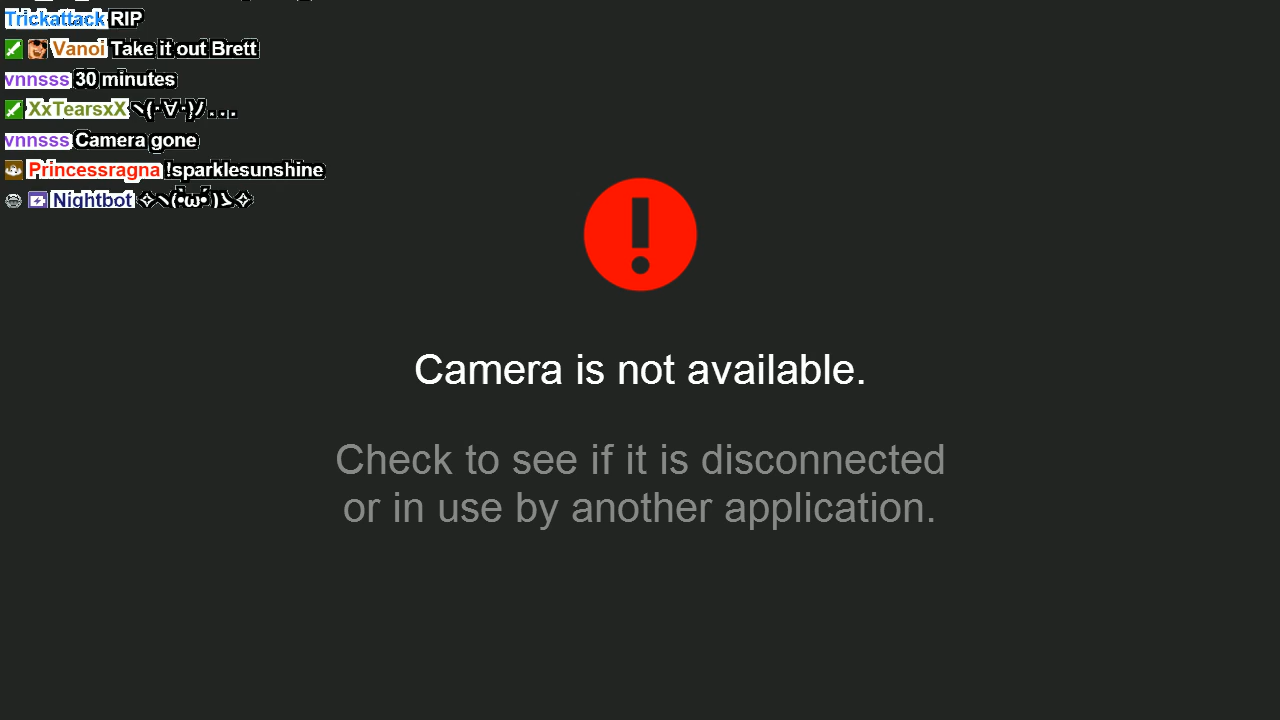 Trickattack RIP
Vanoi Take it out Brett
vnnsss 30 minutes
XxTearsxX ヽ(·∀·)ﾉ . . .
vnnsss Camera gone
Princessragna !sparklesunshine
Nightbot ✧ヽ(•̀ω•́ )ゝ✧
Camera is not available.
Check to see if it is disconnected
or in use by another application.